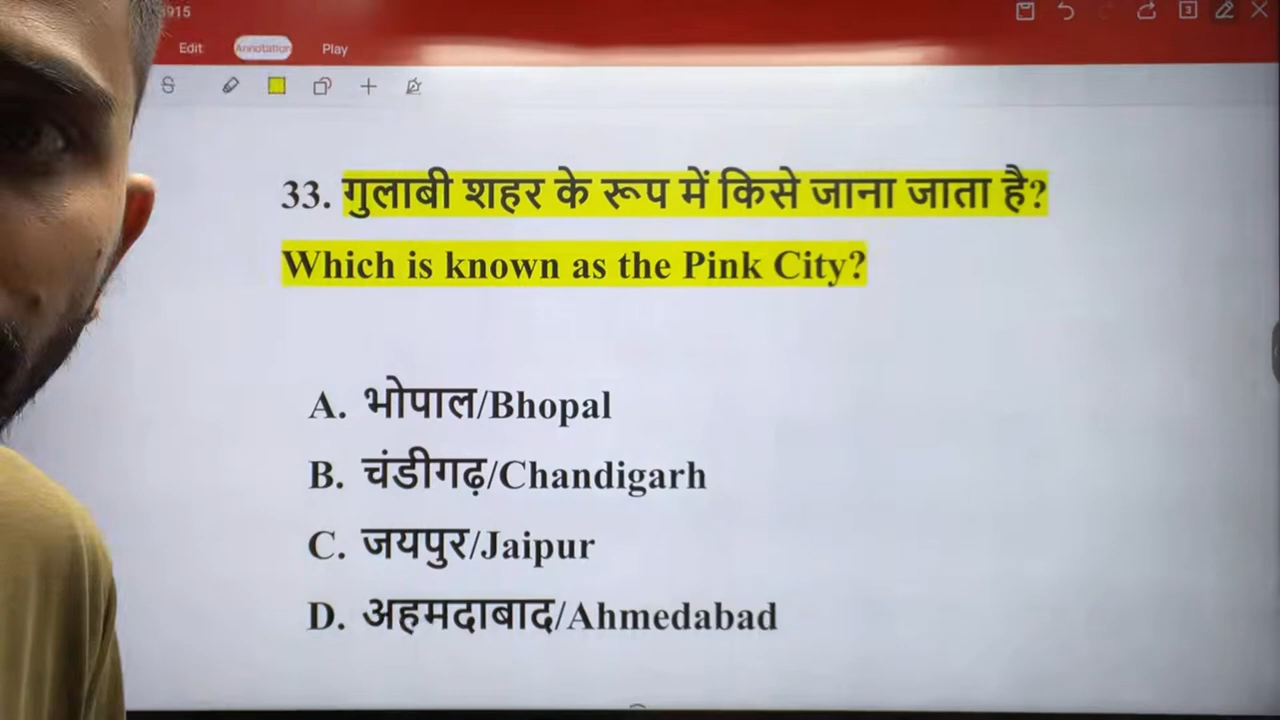 915
Edit Annotation Play
33. गुलाबी शहर के रूप में किसे जाना जाता है?
Which is known as the Pink City?
A. भोपाल/Bhopal
B. चंडीगढ़/Chandigarh
C. जयपुर/Jaipur
D. अहमदाबाद/Ahmedabad